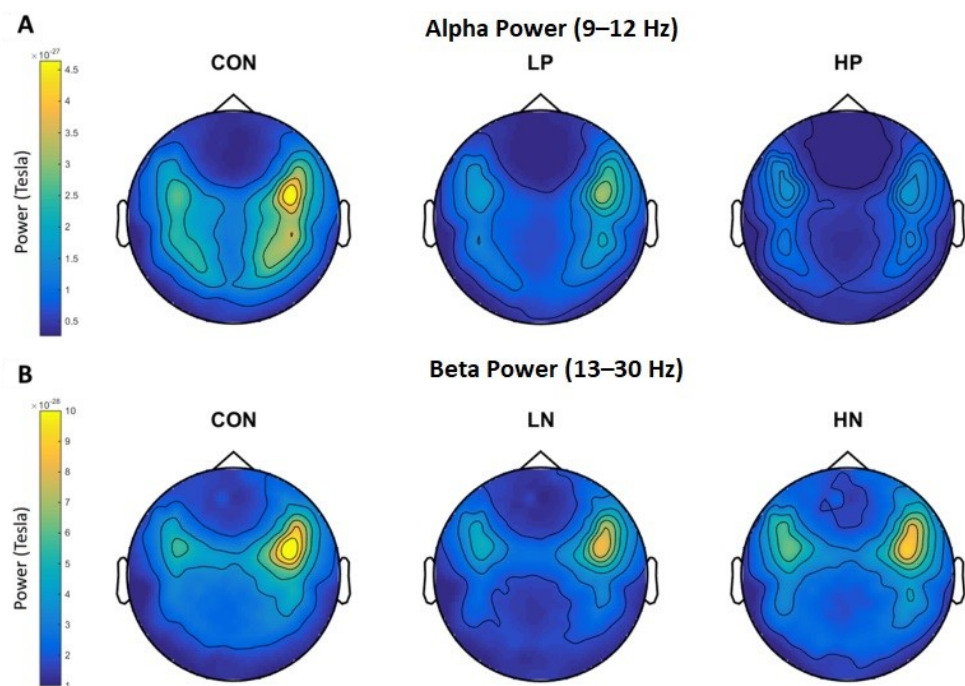 A
Alpha Power (9–12 Hz)
× 10⁻²⁷
CON
LP
HP
4.5
4
3.5
3
2.5
2
1.5
1
0.5
Power (Tesla)
B
Beta Power (13–30 Hz)
× 10⁻²⁸
CON
LN
HN
10
9
8
7
6
5
4
3
2
1
Power (Tesla)